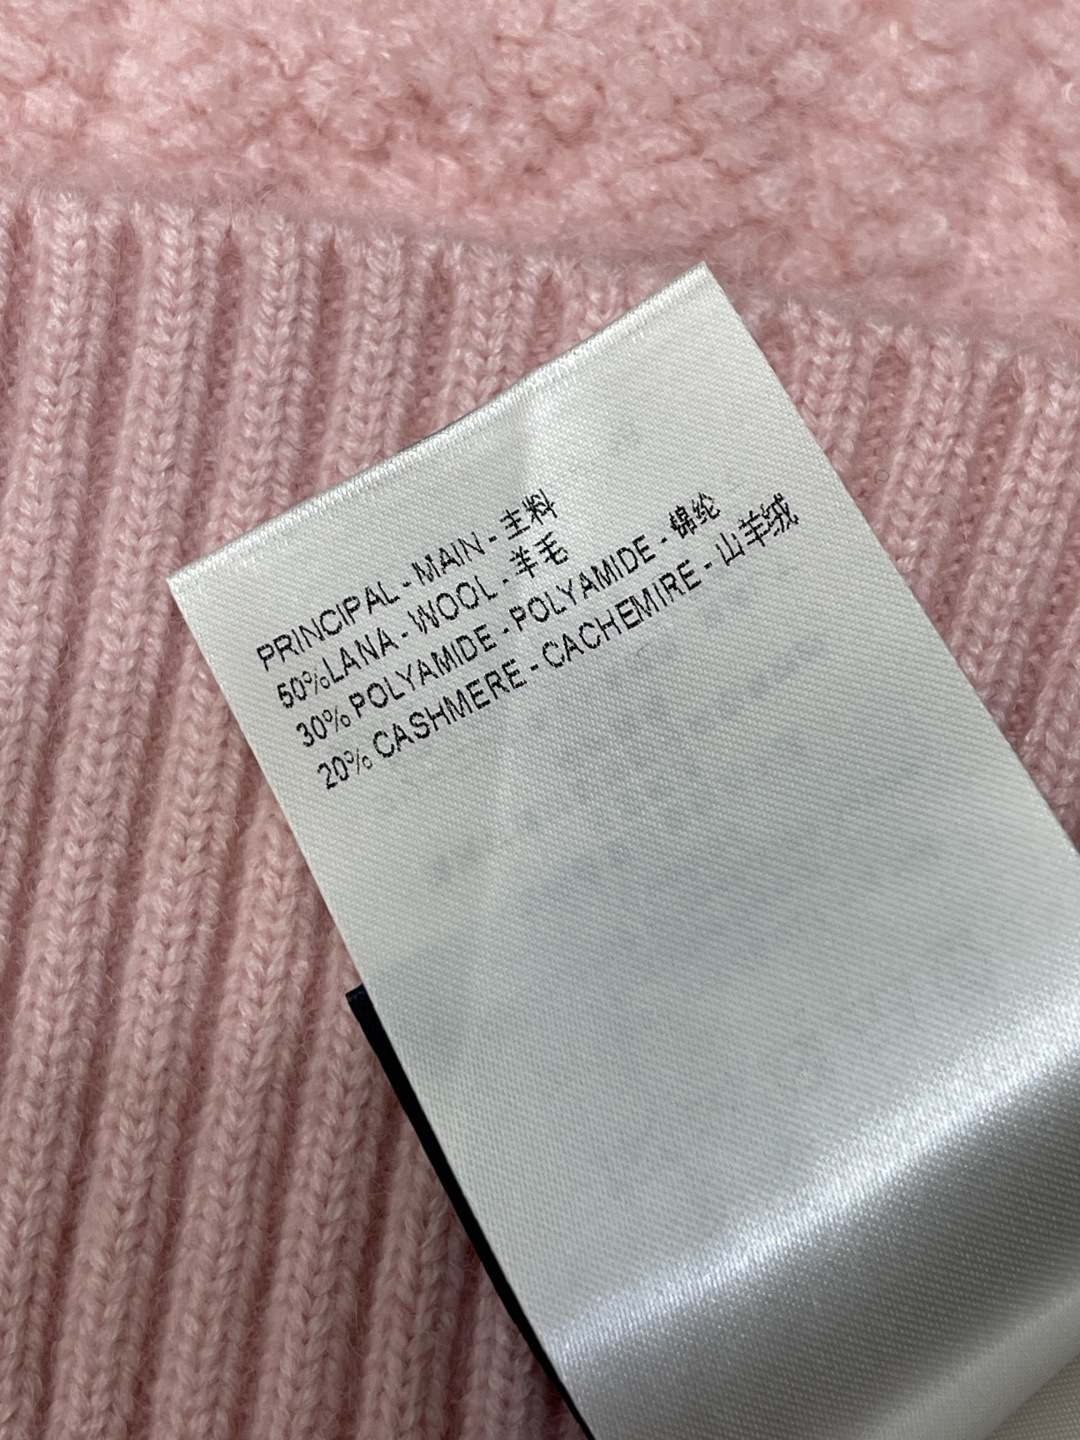 PRINCIPAL - MAIN - 主料
50%LANA - WOOL - 羊毛
30% POLYAMIDE - POLYAMIDE - 锦纶
20% CASHMERE - CACHEMIRE - 山羊绒